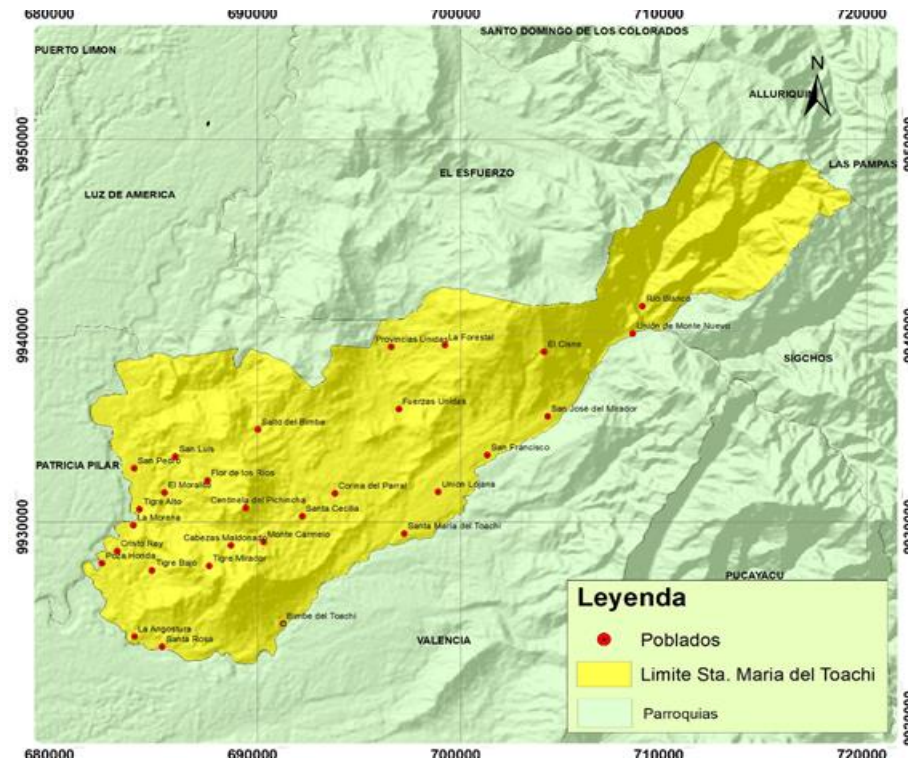 680000 690000 700000 710000 720000
PUERTO LIMON
SANTO DOMINGO DE LOS COLORADOS
N
ALLURIQUIN
9950000
9950000
LAS PAMPAS
EL ESFUERZO
LUZ DE AMERICA
Rio Blanco
Unión de Monte Nuevo
9940000
9940000
Provincias Unidas
La Forestal
El Cisne
SIGCHOS
Fuerzas Unidas
San José del Mirador
Salto del Bimbe
San Luis
San Francisco
PATRICIA PILAR
San Pedro
Flor de los Rios
El Moralito
Corina del Parral
Unión Lojana
Tigre Alto
Centinela del Pichincha
Santa Cecilia
La Morena
9930000
9930000
Santa Maria del Toachi
Cabezas Maldonado
Monte Carmelo
Cristo Rey
Poza Honda
Tigre Bajo
Tigre Mirador
PUCAYACU
Bimbe del Toachi
La Angostura
Santa Rosa
VALENCIA
Leyenda
Poblados
Limite Sta. Maria del Toachi
Parroquias
9920000
680000 690000 700000 710000 720000